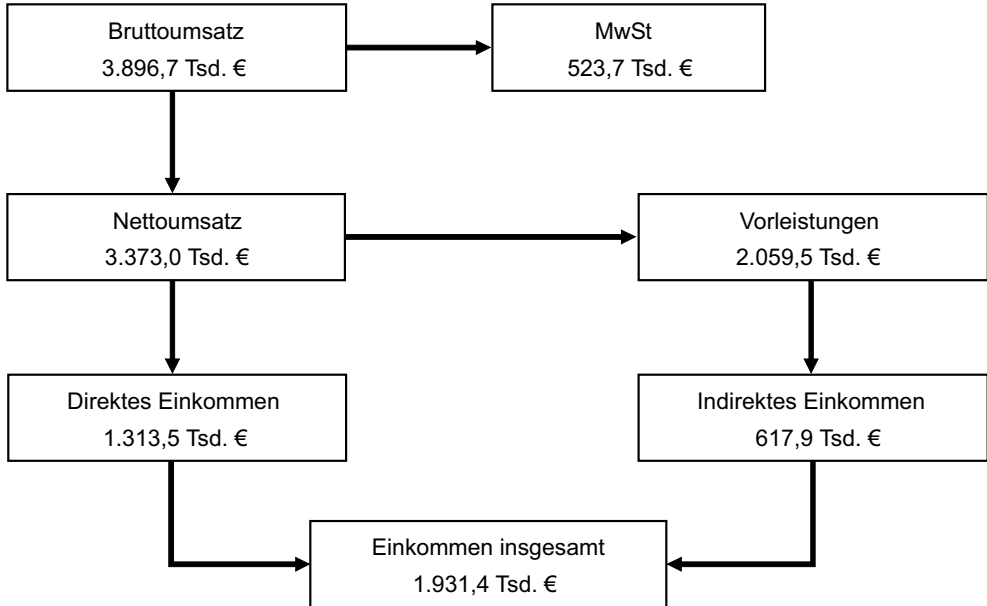 Bruttoumsatz
3.896,7 Tsd. €
MwSt
523,7 Tsd. €
Nettoumsatz
3.373,0 Tsd. €
Vorleistungen
2.059,5 Tsd. €
Direktes Einkommen
1.313,5 Tsd. €
Indirektes Einkommen
617,9 Tsd. €
Einkommen insgesamt
1.931,4 Tsd. €